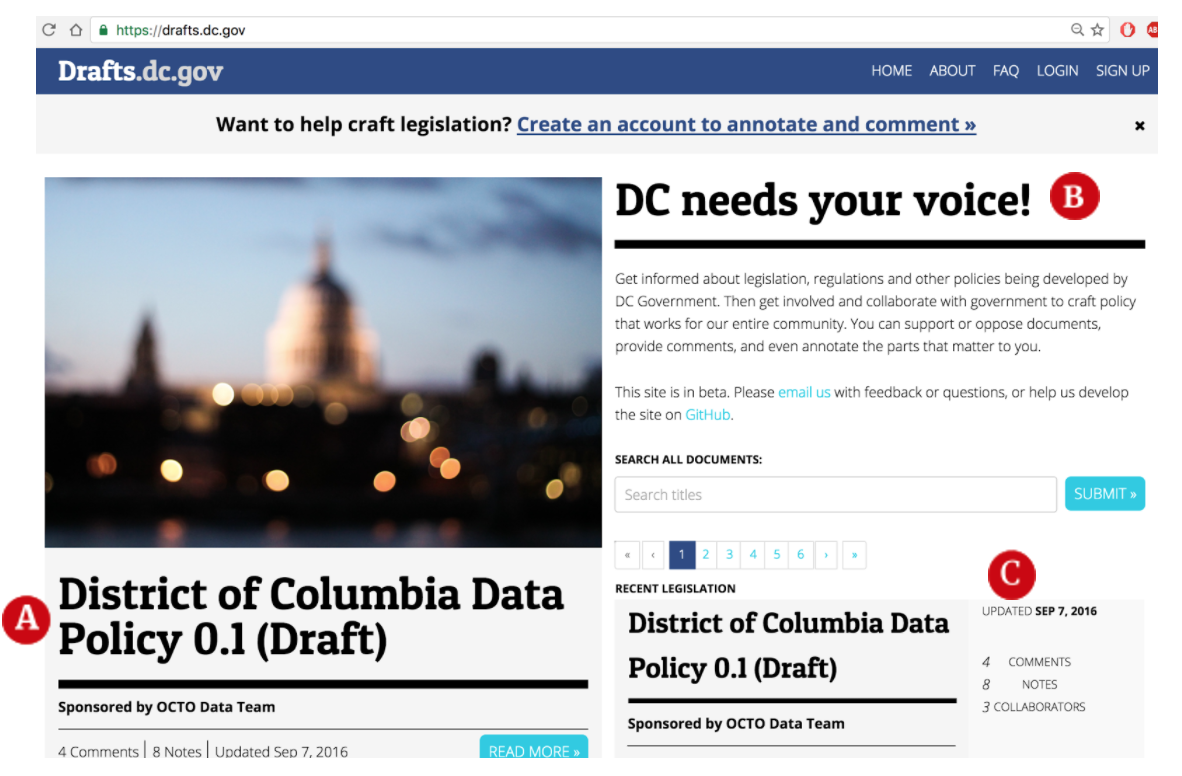 https://drafts.dc.gov
Drafts.dc.gov
HOME ABOUT FAQ LOGIN SIGN UP
Want to help craft legislation? Create an account to annotate and comment »
A
District of Columbia Data
Policy 0.1 (Draft)
Sponsored by OCTO Data Team
4 Comments | 8 Notes | Updated Sep 7, 2016
READ MORE »
DC needs your voice!
B
Get informed about legislation, regulations and other policies being developed by
DC Government. Then get involved and collaborate with government to craft policy
that works for our entire community. You can support or oppose documents,
provide comments, and even annotate the parts that matter to you.
This site is in beta. Please email us with feedback or questions, or help us develop
the site on GitHub.
SEARCH ALL DOCUMENTS:
Search titles
SUBMIT »
« ‹ 1 2 3 4 5 6 › »
RECENT LEGISLATION
C
District of Columbia Data
Policy 0.1 (Draft)
Sponsored by OCTO Data Team
UPDATED SEP 7, 2016
4 COMMENTS
8 NOTES
3 COLLABORATORS